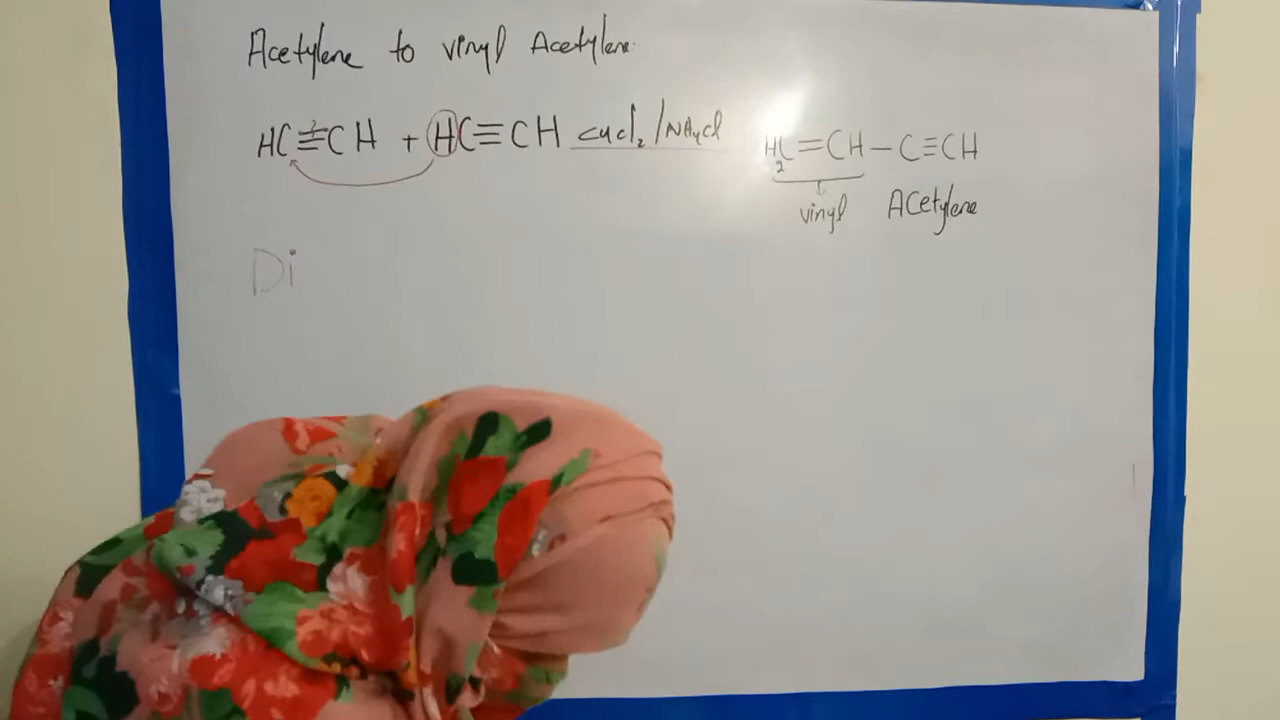 Acetylene to vinyl Acetylene
HC≡CH + HC≡CH cucl₂/NH₄cl H₂C=CH-C≡CH
vinyl Acetylene
Di